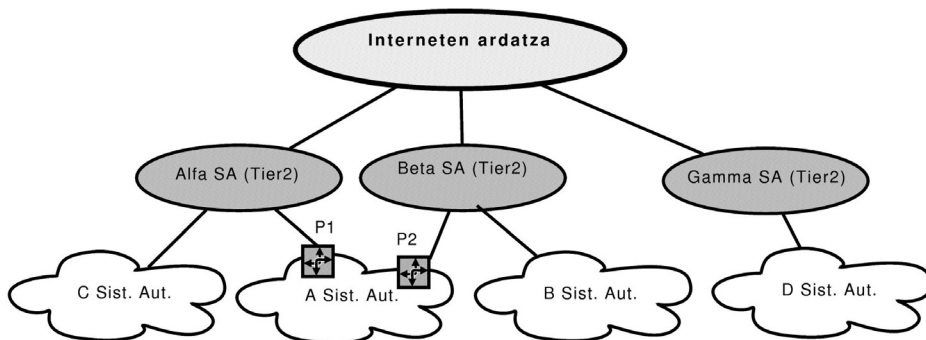 Interneten ardatza
Alfa SA (Tier2)
Beta SA (Tier2)
Gamma SA (Tier2)
P1
P2
C Sist. Aut.
A Sist. Aut.
B Sist. Aut.
D Sist. Aut.